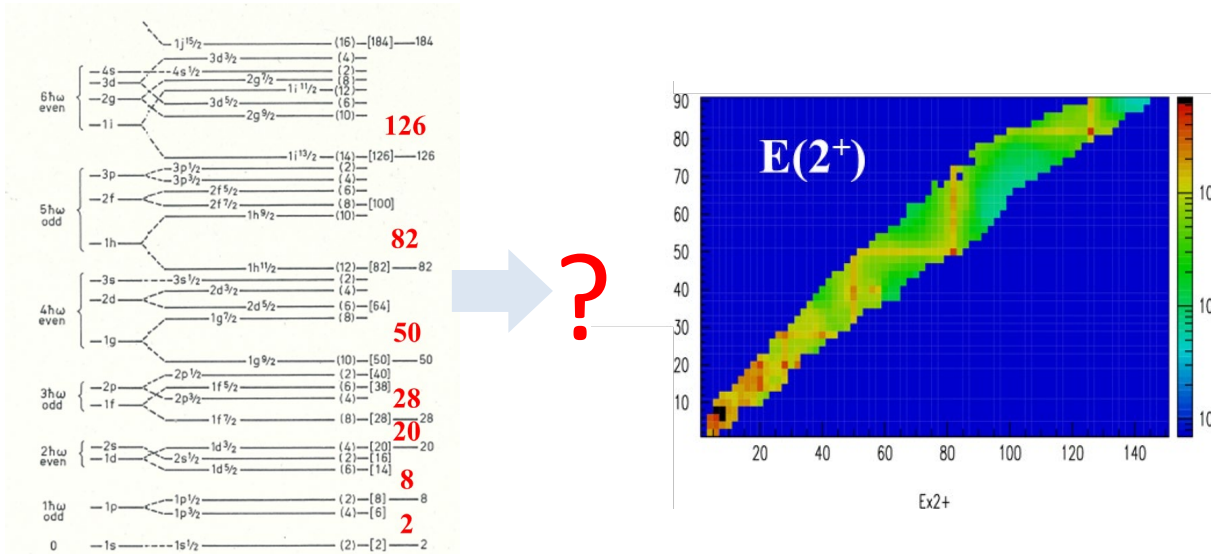 1j15/2 (16) [184] 184
3d3/2 (4)
4s 4s1/2 (2)
3d 2g7/2 (8)
6ħω 2g 1i11/2 (12)
even 3d5/2 (6)
1i 2g9/2 (10)
126
1i13/2 (14) [126] 126
3p 3p1/2 (2)
3p3/2 (4)
5ħω 2f 2f5/2 (6)
odd 2f7/2 (8) [100]
1h9/2 (10)
1h 82
1h11/2 (12) [82] 82
3s 3s1/2 (2)
2d 2d3/2 (4)
4ħω 2d5/2 (6) [64]
even 1g7/2 (8)
1g 50
1g9/2 (10) [50] 50
2p 2p1/2 (2) [40]
3ħω 1f5/2 (6) [38]
odd 1f 2p3/2 (4) 28
1f7/2 (8) [28] 28
20
2s 1d3/2 (4) [20] 20
2ħω 1d 2s1/2 (2) [16]
even 1d5/2 (6) [14]
8
1ħω 1p 1p1/2 (2) [8] 8
odd 1p3/2 (4) [6]
2
0 1s 1s1/2 (2) [2] 2
?
E(2⁺)
90
80
70
60
50
40
30
20
10
20 40 60 80 100 120 140
Ex2+
10
10
10